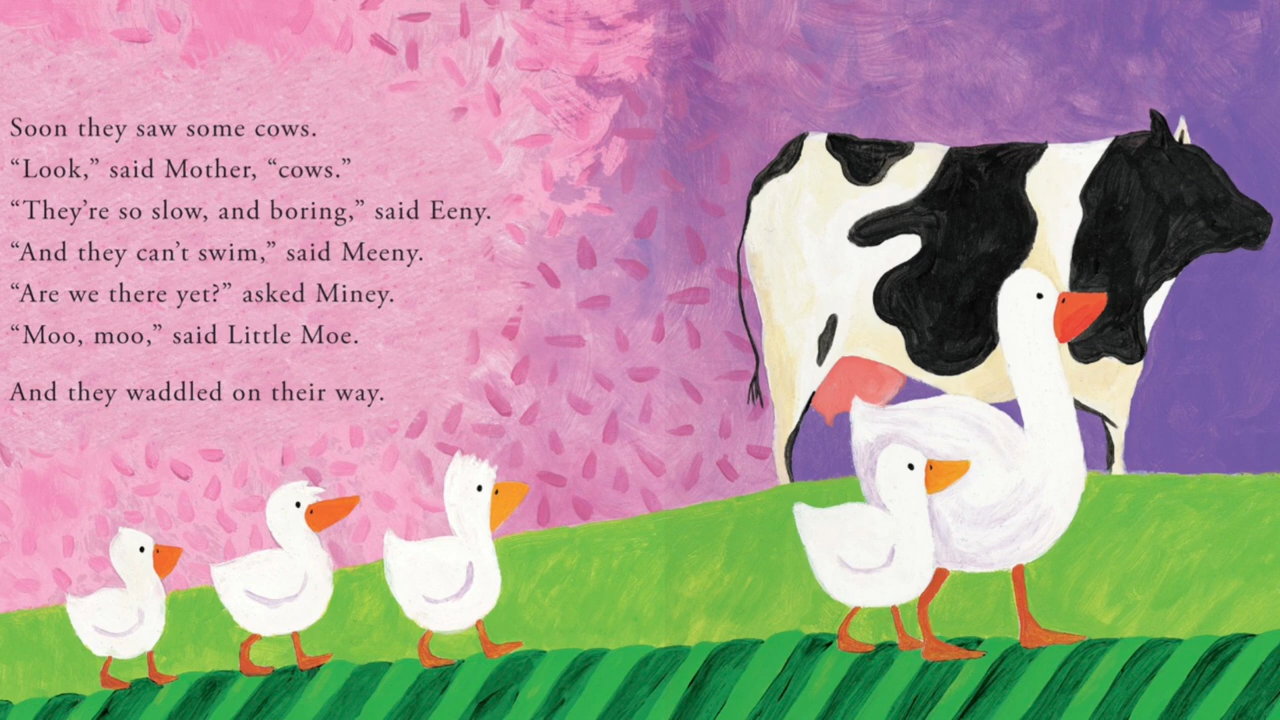 Soon they saw some cows.
“Look,” said Mother, “cows.”
“They’re so slow, and boring,” said Eeny.
“And they can’t swim,” said Meeny.
“Are we there yet?” asked Miney.
“Moo, moo,” said Little Moe.
And they waddled on their way.